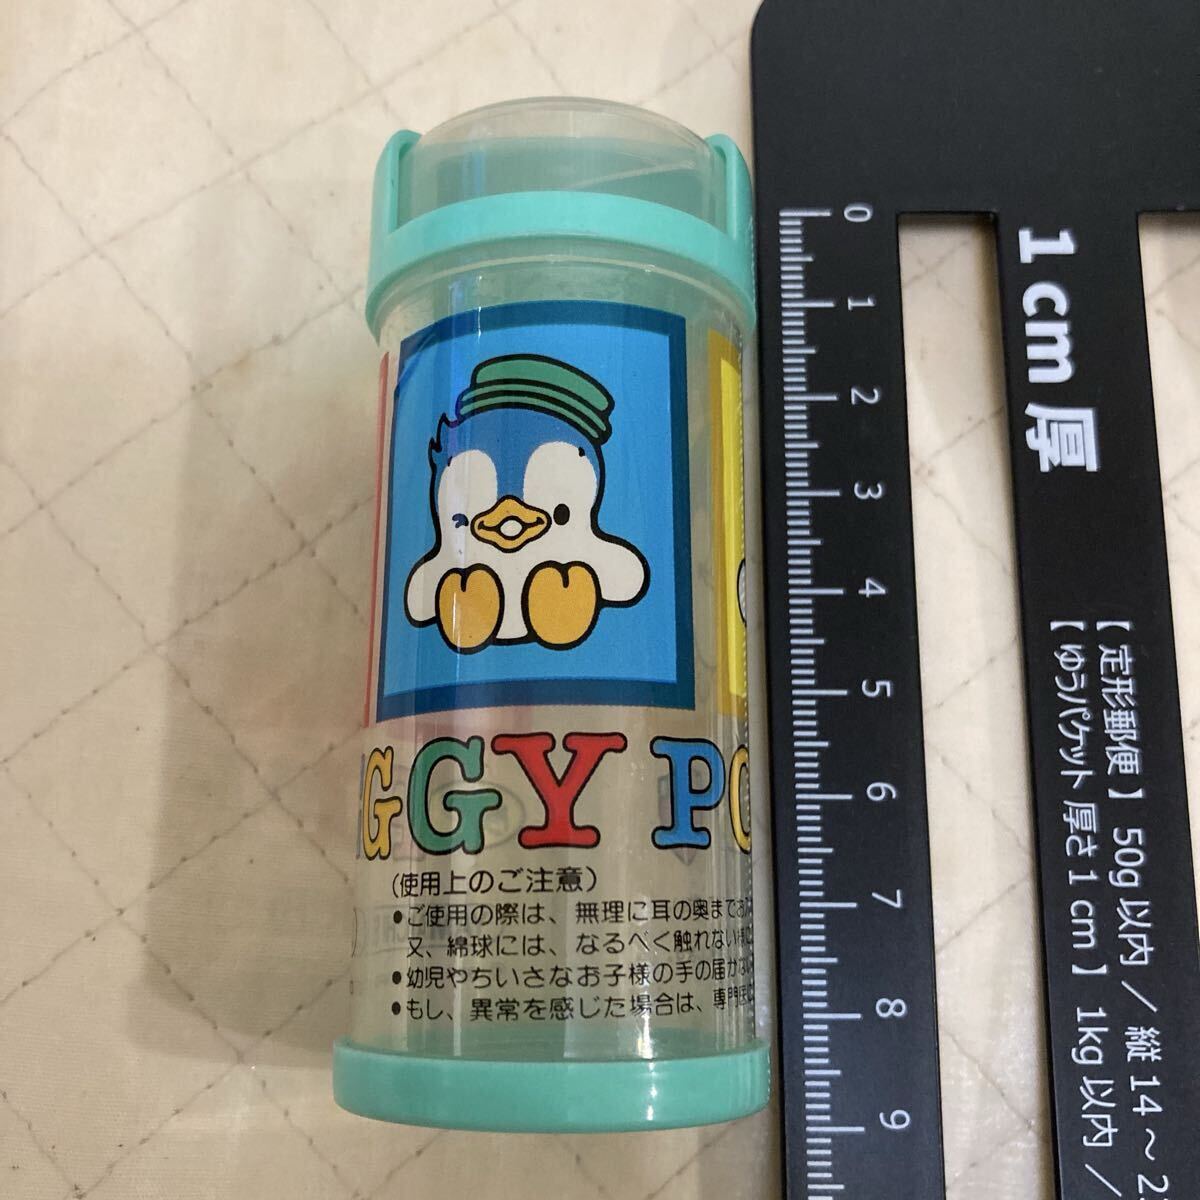 GGY PO
(使用上のご注意)
●ご使用の際は、無理に耳の奥まで
又、綿球には、なるべく触れない
●幼児やちいさなお子様の手の届かない
●もし、異常を感じた場合は、専門医
0
1
2
3
4
5
6
7
8
9
1cm厚
【定形郵便】50g以内／縦14～2
【ゆうパケット 厚さ1cm】1kg以内／